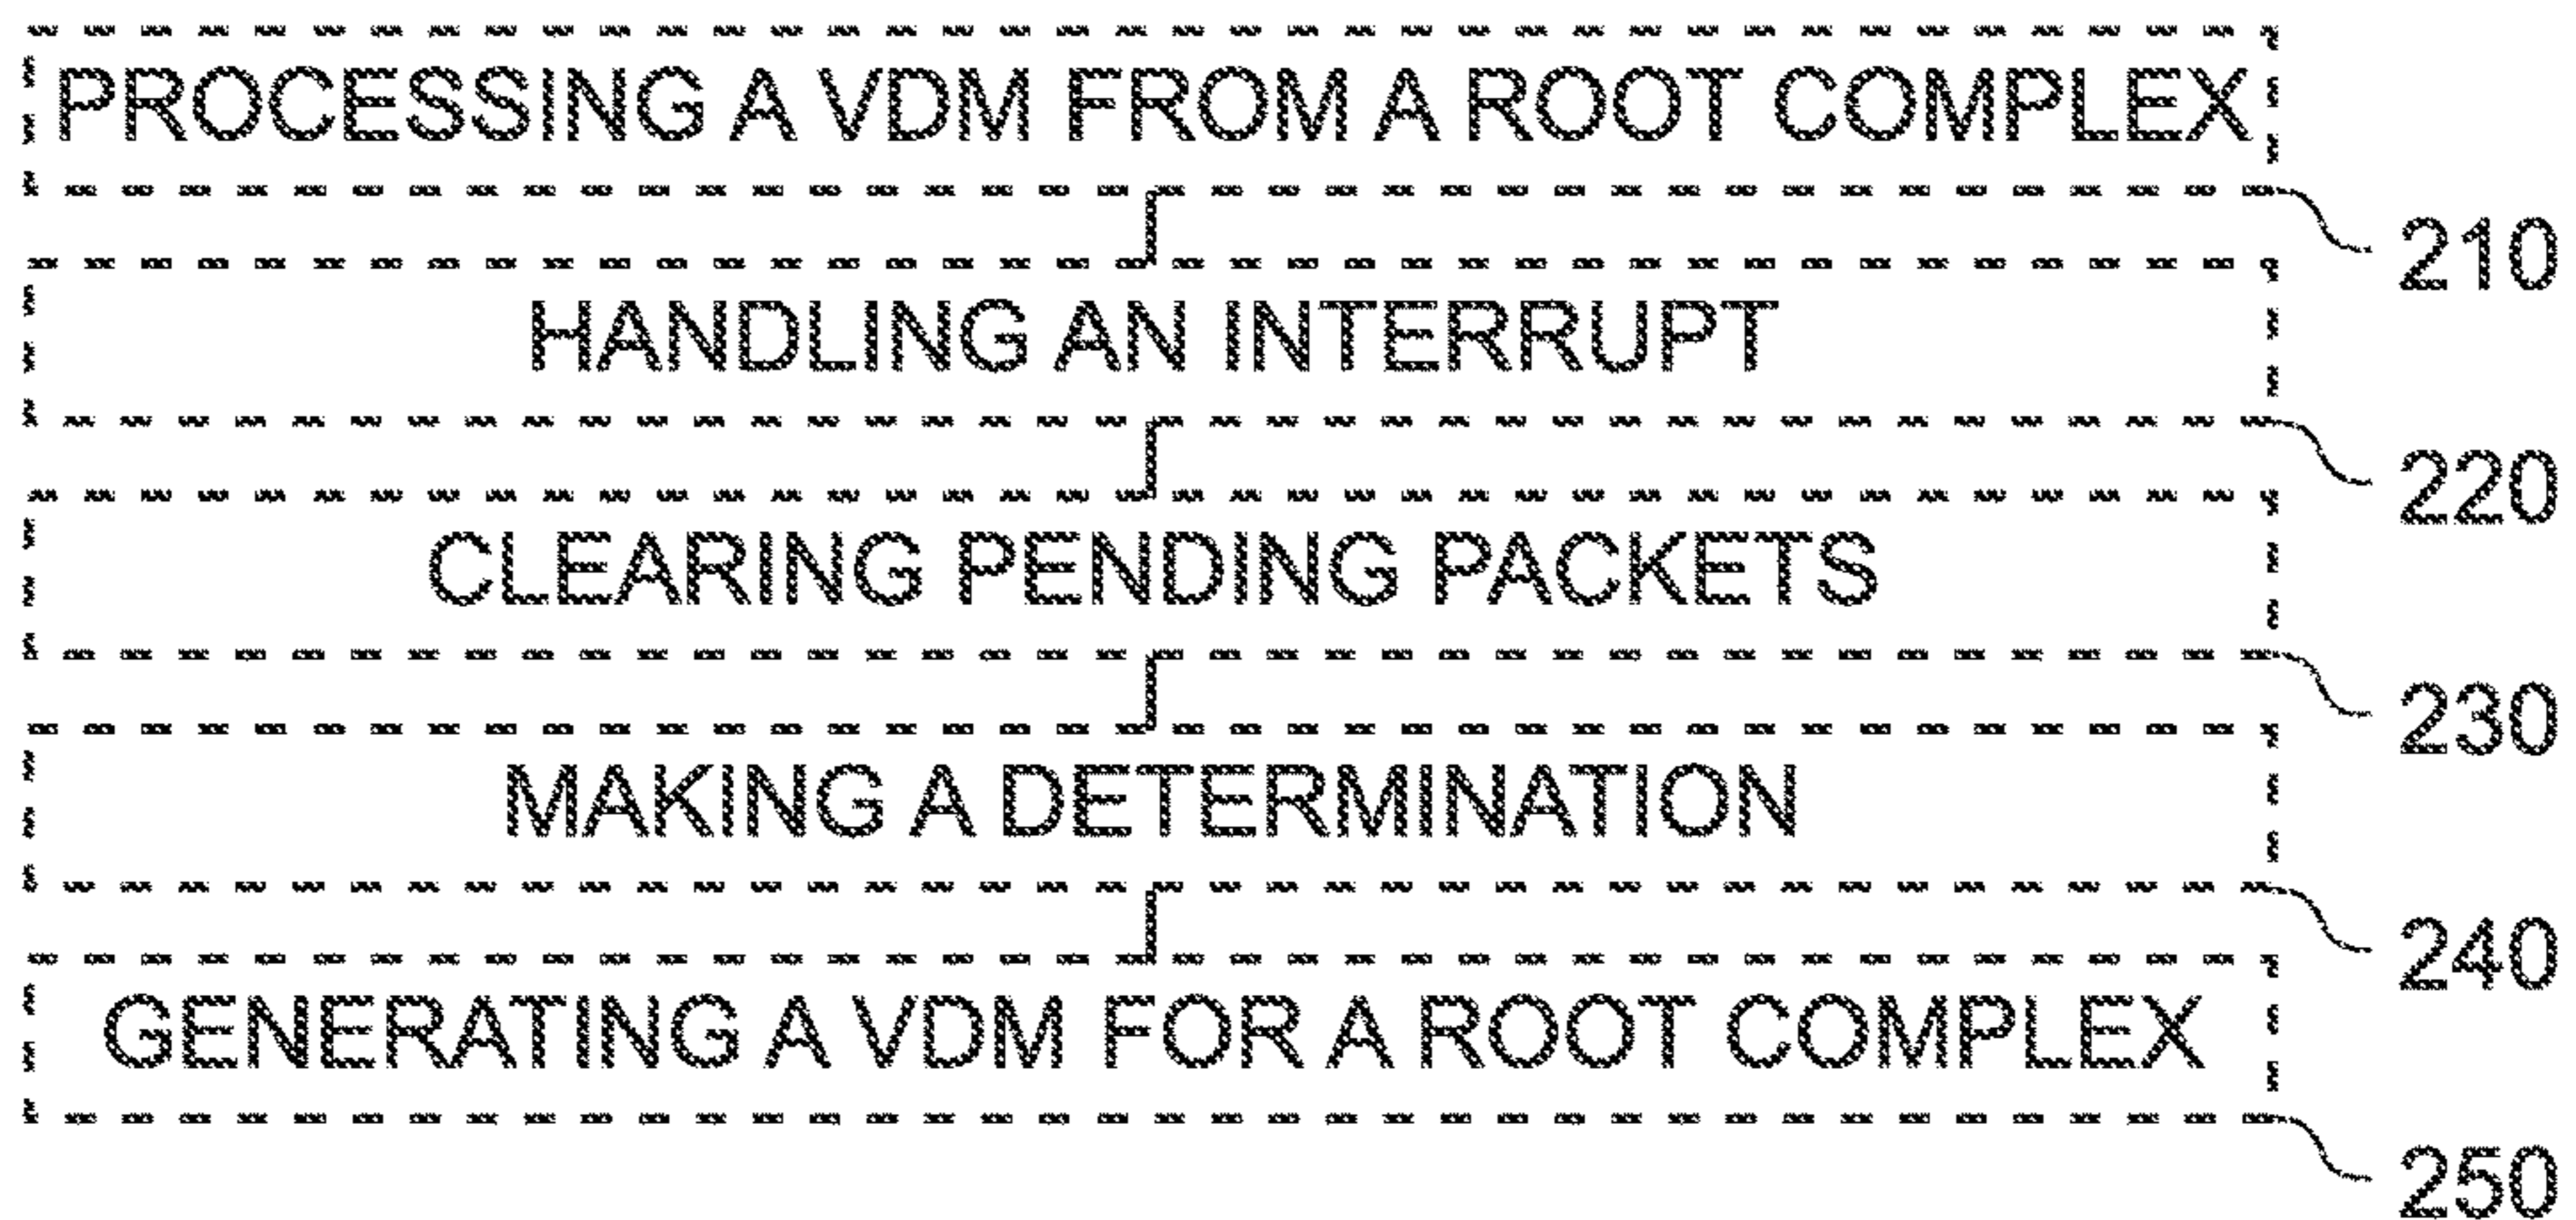 PROCESSING A VDM FROM A ROOT COMPLEX
210
HANDLING AN INTERRUPT
220
CLEARING PENDING PACKETS
230
MAKING A DETERMINATION
240
GENERATING A VDM FOR A ROOT COMPLEX
250